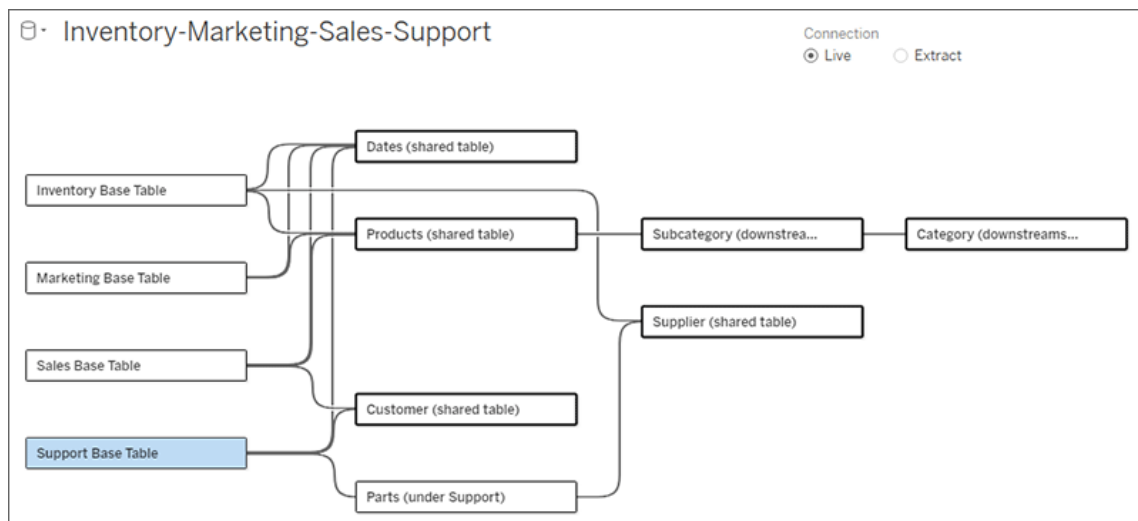 Inventory-Marketing-Sales-Support
Connection
Live Extract
Dates (shared table)
Inventory Base Table
Products (shared table)
Subcategory (downstrea...
Category (downstreams...
Marketing Base Table
Supplier (shared table)
Sales Base Table
Customer (shared table)
Support Base Table
Parts (under Support)